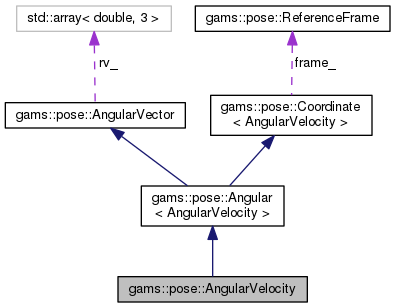 std::array< double, 3 >
gams::pose::ReferenceFrame
rv_
frame_
gams::pose::AngularVector
gams::pose::Coordinate
< AngularVelocity >
gams::pose::Angular
< AngularVelocity >
gams::pose::AngularVelocity